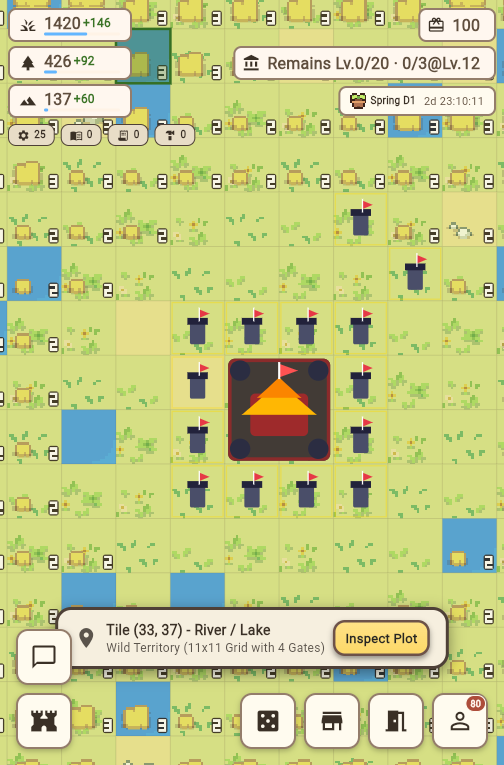 1420 +146
100
426 +92
Remains Lv.0/20 · 0/3@Lv.12
137 +60
Spring D1 2d 23:10:11
25 0 0 0
Tile (33, 37) - River / Lake
Wild Territory (11x11 Grid with 4 Gates)
Inspect Plot
80